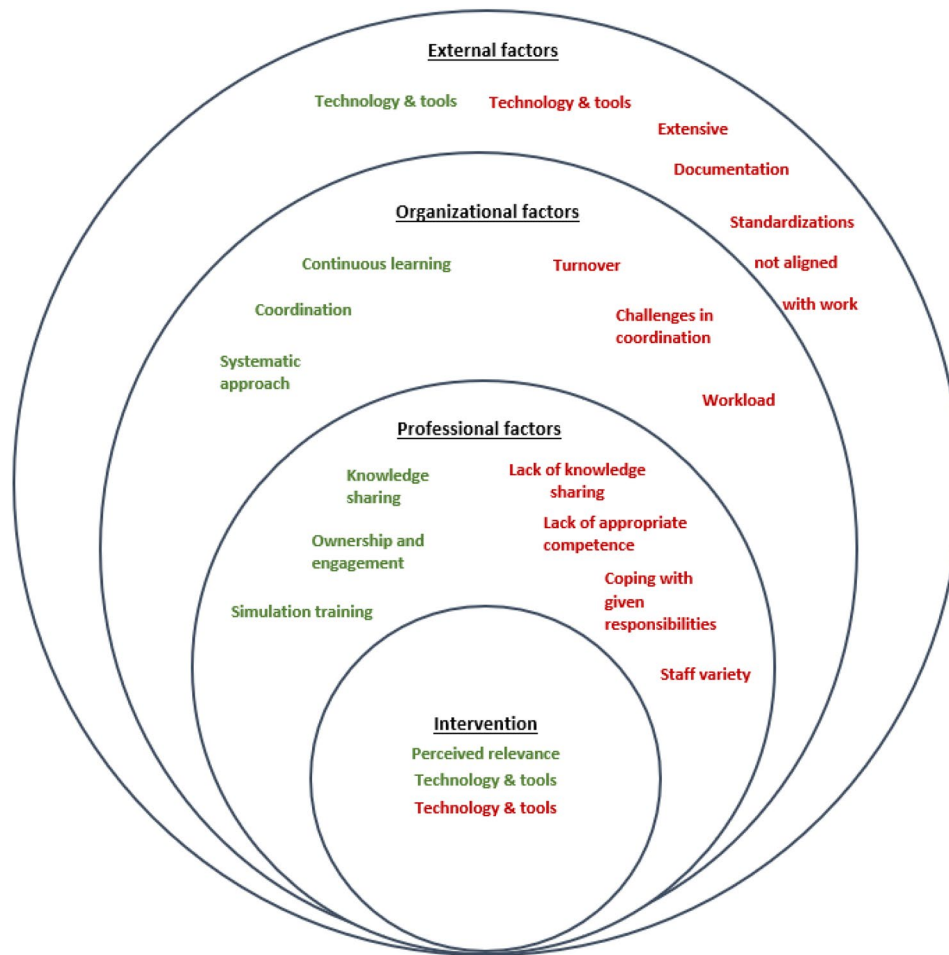 External factors
Technology & tools
Technology & tools
Extensive
Documentation
Standardizations
not aligned
with work
Organizational factors
Continuous learning
Coordination
Systematic
approach
Turnover
Challenges in
coordination
Workload
Professional factors
Knowledge
sharing
Ownership and
engagement
Simulation training
Lack of knowledge
sharing
Lack of appropriate
competence
Coping with
given
responsibilities
Staff variety
Intervention
Perceived relevance
Technology & tools
Technology & tools